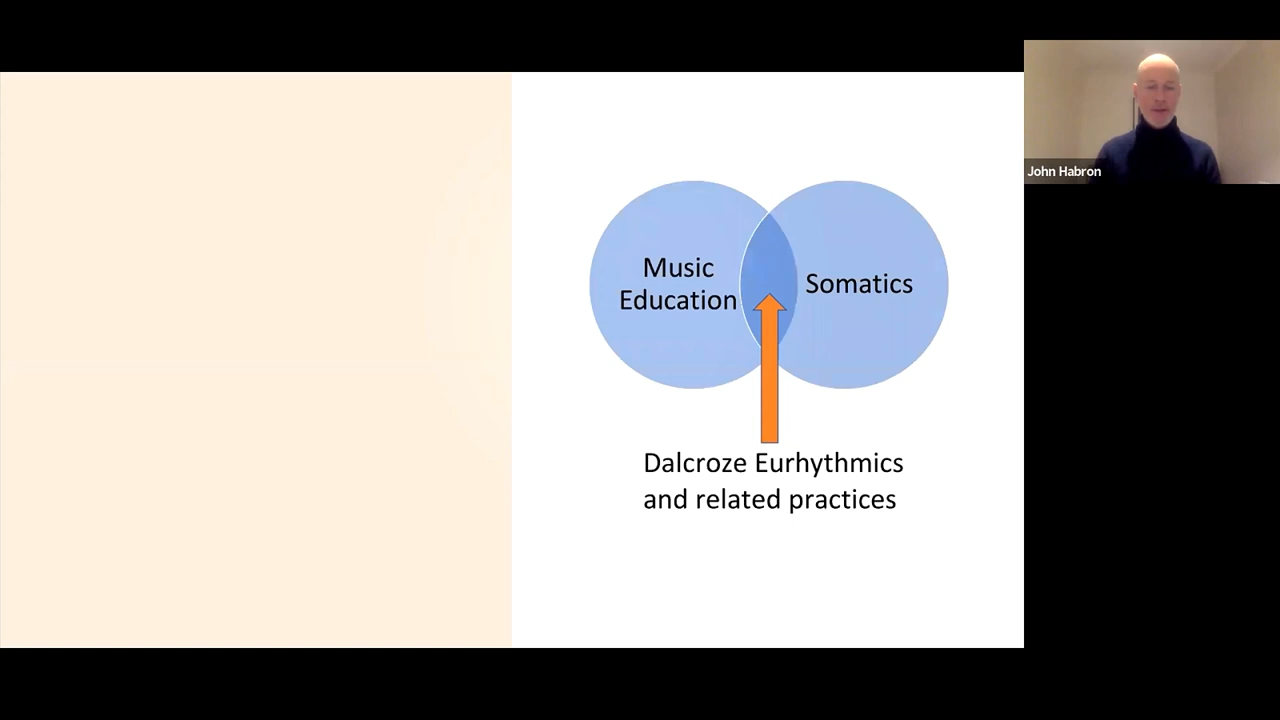 Music
Education
Somatics
Dalcroze Eurhythmics
and related practices
John Habron